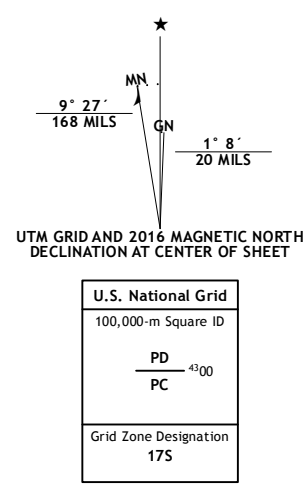 ★
MN
9° 27´
168 MILS
GN
1° 8´
20 MILS
UTM GRID AND 2016 MAGNETIC NORTH
DECLINATION AT CENTER OF SHEET
U.S. National Grid
100,000-m Square ID
PD
4300
PC
Grid Zone Designation
17S